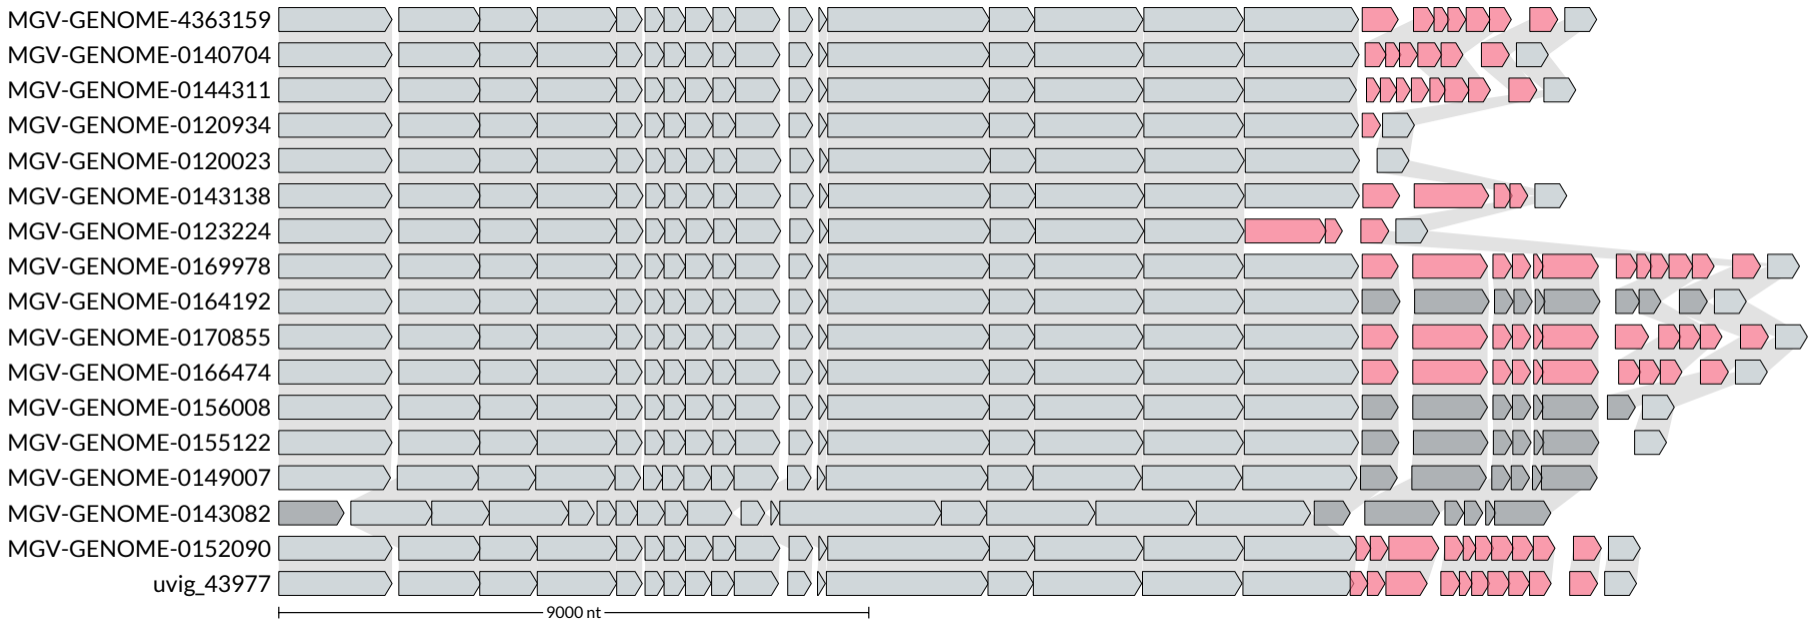 MGV-GENOME-4363159
MGV-GENOME-0140704
MGV-GENOME-0144311
MGV-GENOME-0120934
MGV-GENOME-0120023
MGV-GENOME-0143138
MGV-GENOME-0123224
MGV-GENOME-0169978
MGV-GENOME-0164192
MGV-GENOME-0170855
MGV-GENOME-0166474
MGV-GENOME-0156008
MGV-GENOME-0155122
MGV-GENOME-0149007
MGV-GENOME-0143082
MGV-GENOME-0152090
uvig_43977
9000 nt